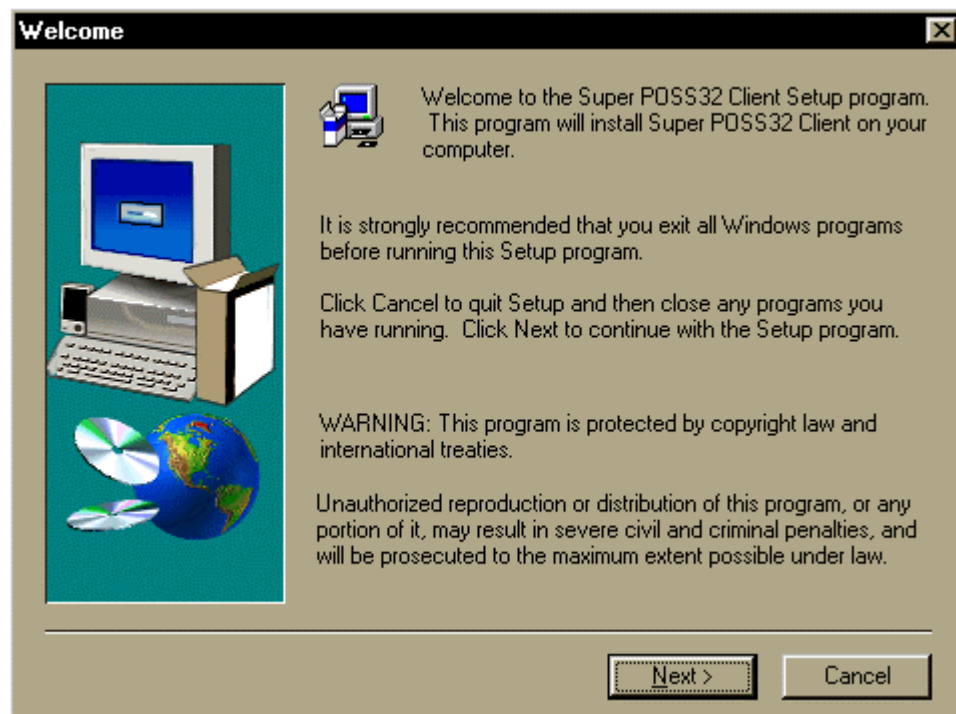 Welcome
Welcome to the Super POSS32 Client Setup program.
This program will install Super POSS32 Client on your
computer.
It is strongly recommended that you exit all Windows programs
before running this Setup program.
Click Cancel to quit Setup and then close any programs you
have running.  Click Next to continue with the Setup program.
WARNING: This program is protected by copyright law and
international treaties.
Unauthorized reproduction or distribution of this program, or any
portion of it, may result in severe civil and criminal penalties, and
will be prosecuted to the maximum extent possible under law.
Next >
Cancel